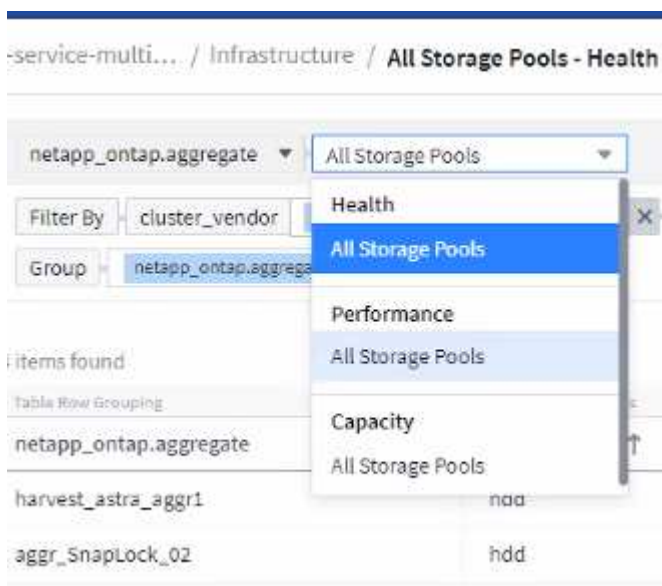 -service-multi... / Infrastructure / All Storage Pools - Health
netapp_ontap.aggregate All Storage Pools
Filter By cluster_vendor
Group netapp_ontap.aggrega
Health
All Storage Pools
Performance
All Storage Pools
Capacity
All Storage Pools
items found
Table Row Grouping
netapp_ontap.aggregate
harvest_astra_aggr1 hdd
aggr_SnapLock_02 hdd